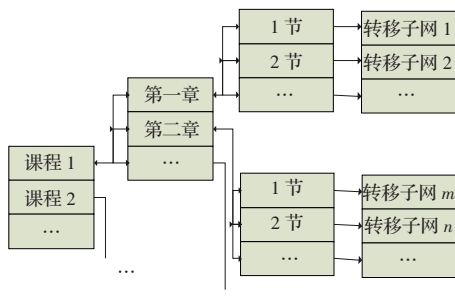 1 节
转移子网 1
2 节
转移子网 2
…
…
第一章
第二章
…
课程 1
课程 2
…
…
1 节
转移子网 m
2 节
转移子网 n
…
…